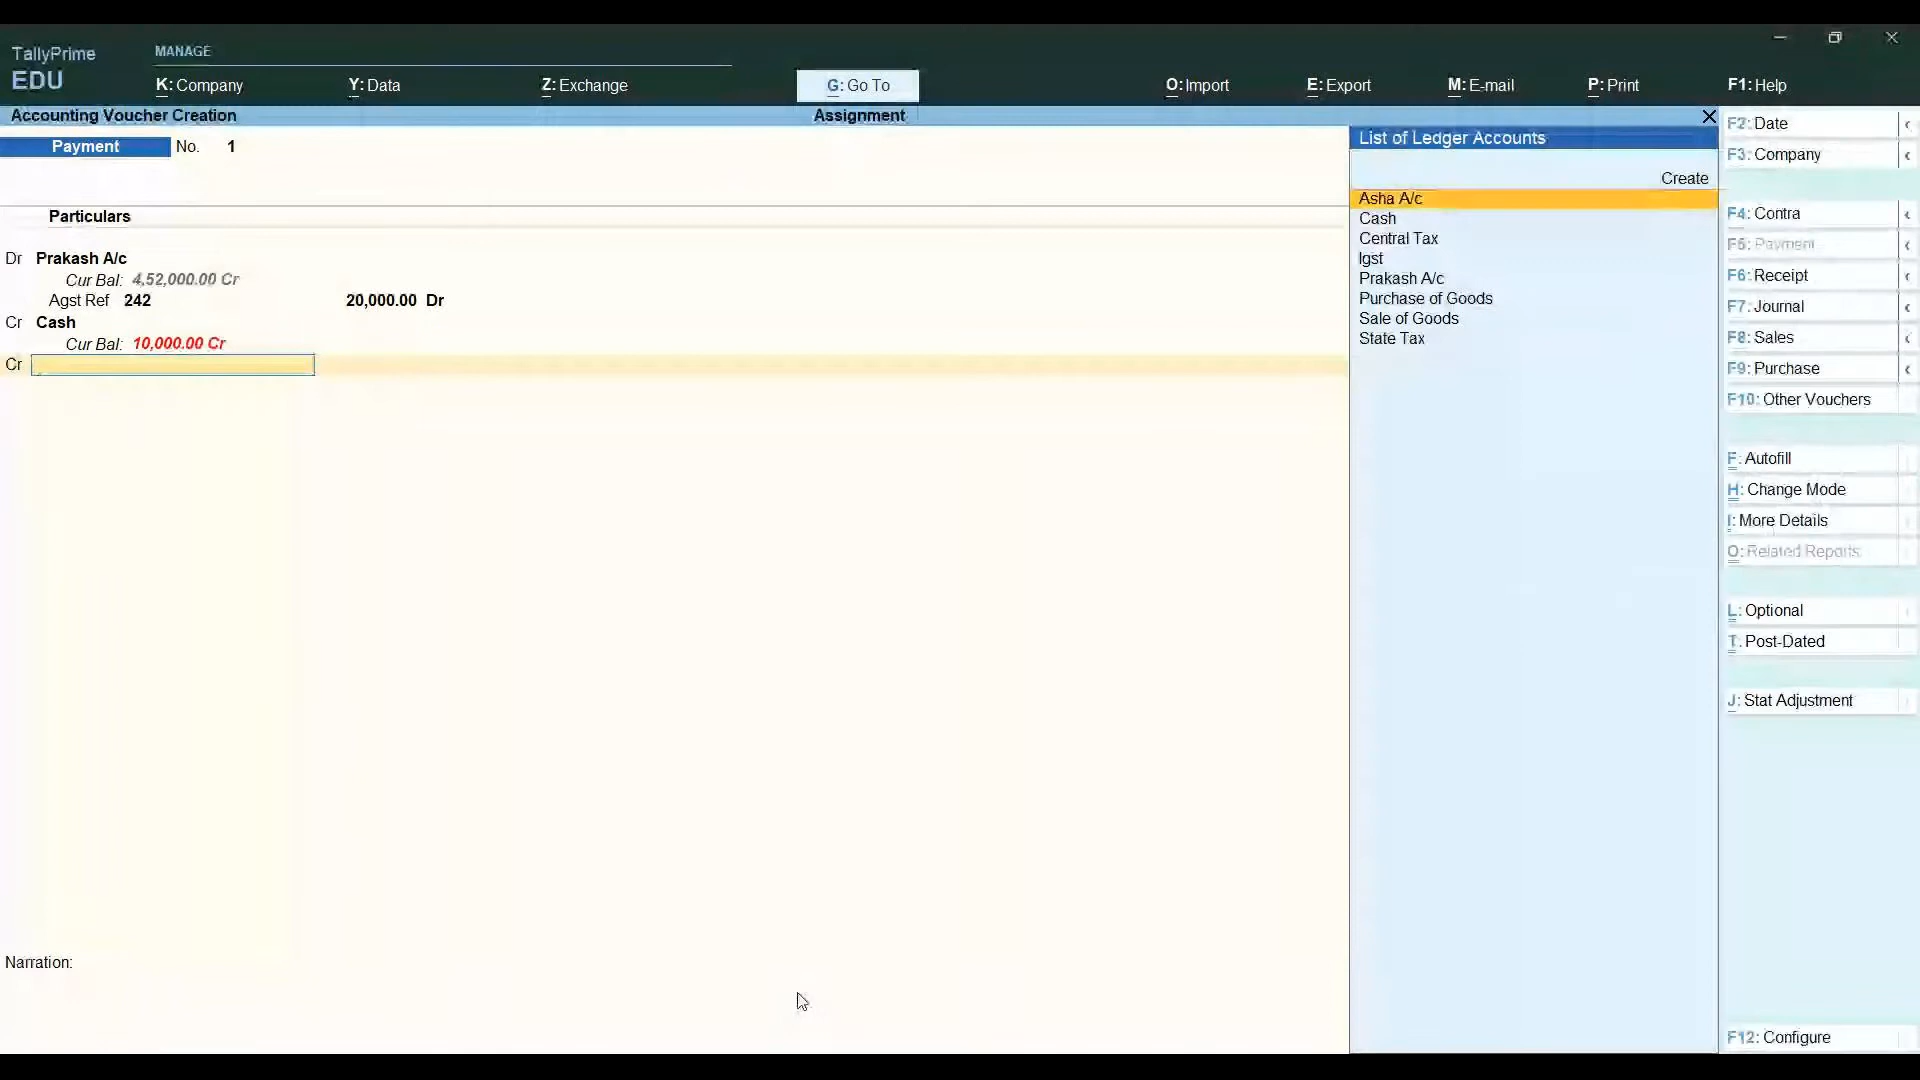 TallyPrime
EDU
MANAGE
K: Company
Y: Data
Z: Exchange
G: Go To
O: Import
E: Export
M: E-mail
P: Print
F1: Help
Accounting Voucher Creation
Assignment
Payment No. 1
Particulars
Dr Prakash A/c
Cur Bal: 4,52,000.00 Cr
Agst Ref 242 20,000.00 Dr
Cr Cash
Cur Bal: 10,000.00 Cr
Cr
Narration:
List of Ledger Accounts
Create
Asha A/c
Cash
Central Tax
Igst
Prakash A/c
Purchase of Goods
Sale of Goods
State Tax
F2: Date
F3: Company
F4: Contra
F5: Payment
F6: Receipt
F7: Journal
F8: Sales
F9: Purchase
F10: Other Vouchers
F: Autofill
H: Change Mode
I: More Details
O: Related Reports
L: Optional
T: Post-Dated
J: Stat Adjustment
F12: Configure